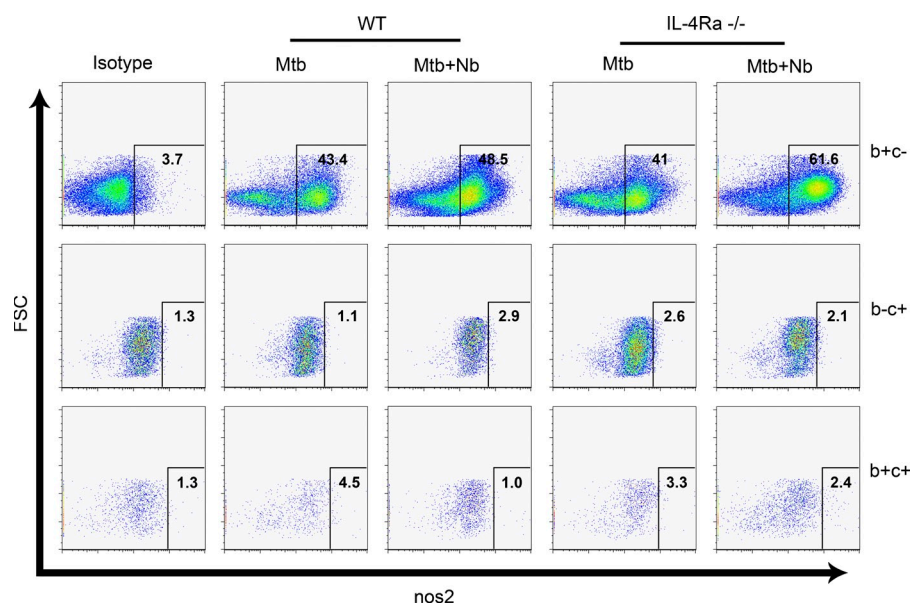 WT IL-4Ra -/-
Isotype Mtb Mtb+Nb Mtb Mtb+Nb
3.7 43.4 48.5 41 61.6 b+c-
1.3 1.1 2.9 2.6 2.1 b-c+
FSC
1.3 4.5 1.0 3.3 2.4 b+c+
nos2